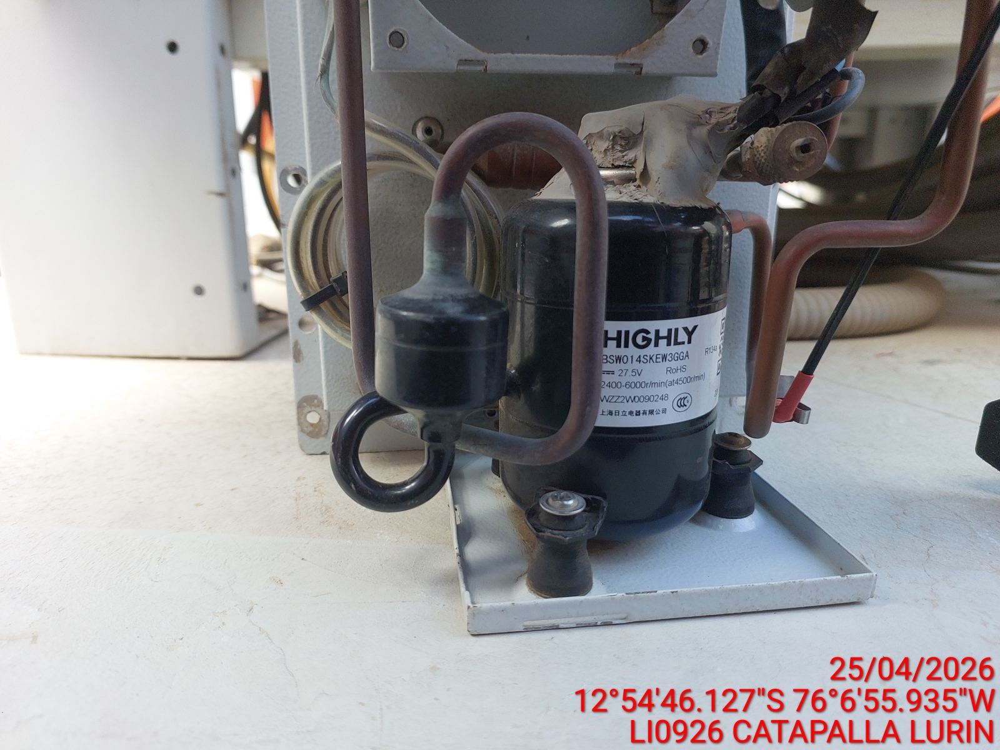 HIGHLY
BSW014SKEW3GGA
27.5V RoHS
R134a
2400-6000r/min(at4500r/min)
WZZ2W0090248
上海日立电器有限公司
25/04/2026
12°54'46.127"S 76°6'55.935"W
LI0926 CATAPALLA LURIN